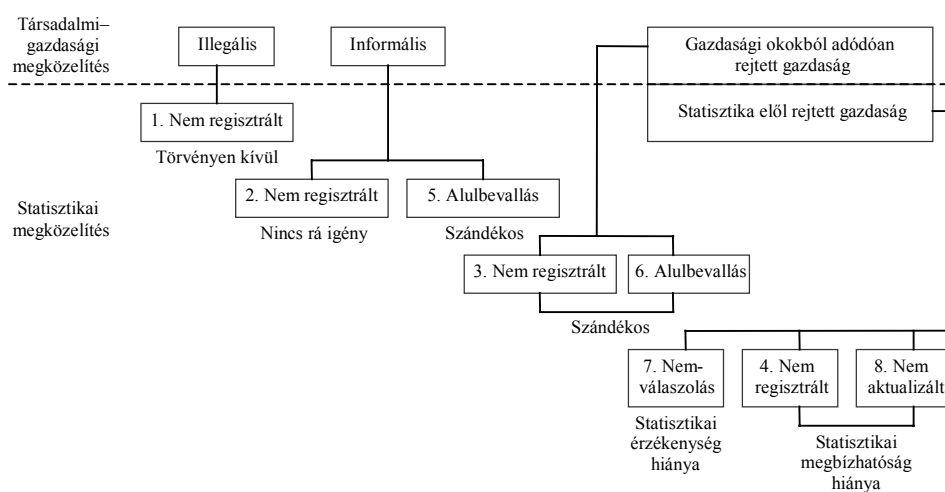 Társadalmi–
gazdasági
megközelítés
Illegális
Informális
Gazdasági okokból adódóan
rejtett gazdaság
Statisztika elől rejtett gazdaság
1. Nem regisztrált
Törvényen kívül
Statisztikai
megközelítés
2. Nem regisztrált
Nincs rá igény
5. Alulbevallás
Szándékos
3. Nem regisztrált
6. Alulbevallás
Szándékos
7. Nem-
válaszolás
Statisztikai
érzékenység
hiánya
4. Nem
regisztrált
8. Nem
aktualizált
Statisztikai
megbízhatóság
hiánya